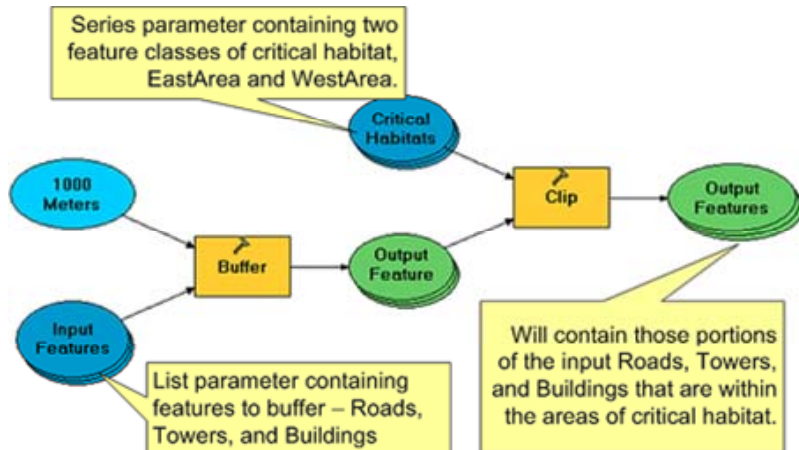 Series parameter containing two
feature classes of critical habitat,
EastArea and WestArea.
Critical
Habitats
1000
Meters
Clip
Output
Features
Buffer
Output
Feature
Input
Features
List parameter containing
features to buffer – Roads,
Towers, and Buildings
Will contain those portions
of the input Roads, Towers,
and Buildings that are within
the areas of critical habitat.